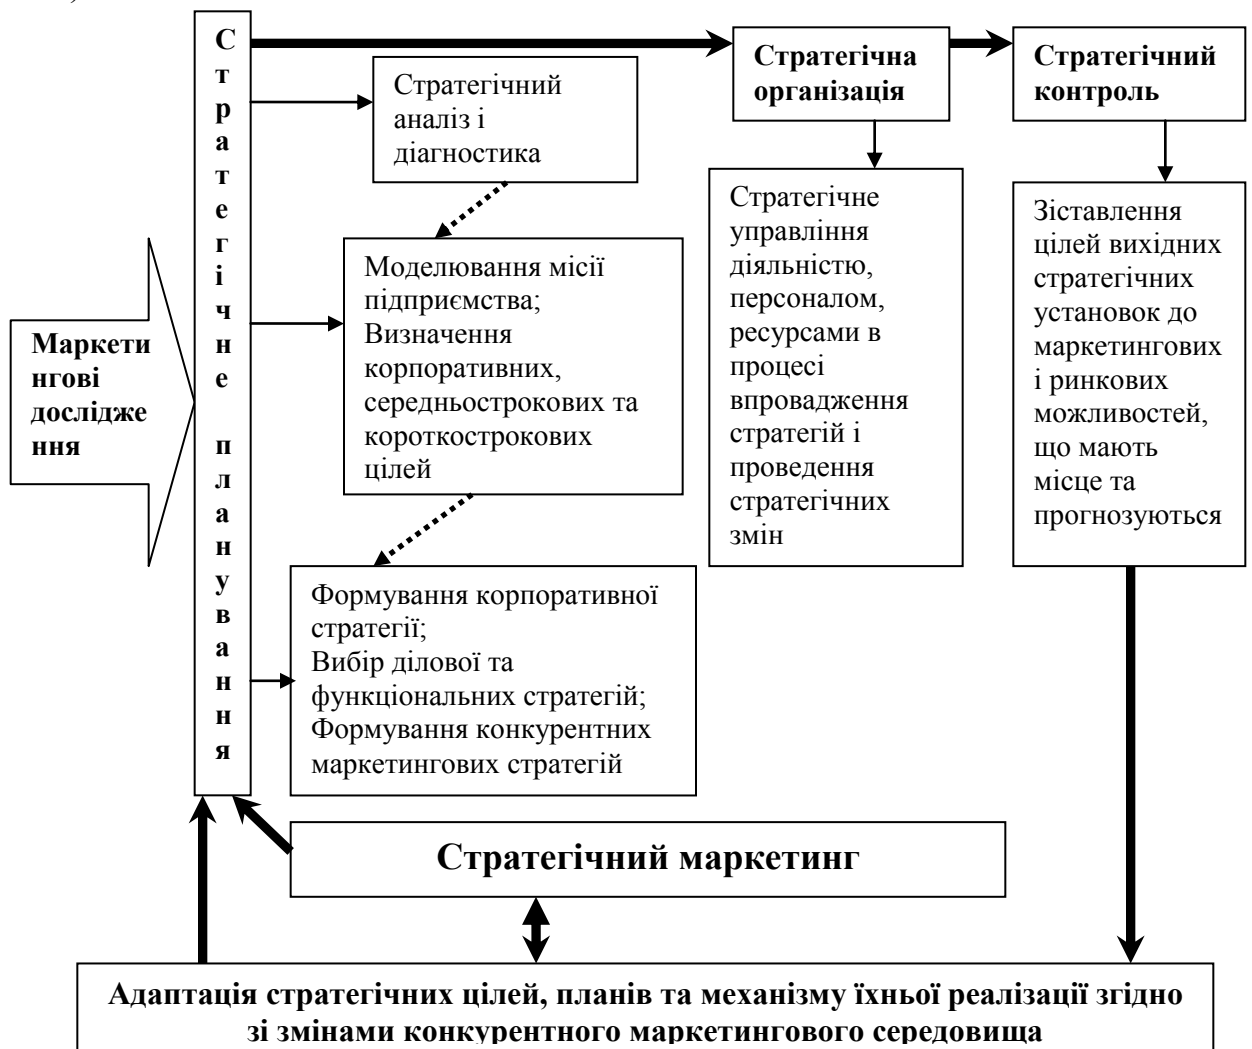 Маркети
нгові
дослідже
ння
С
т
р
а
т
е
г
і
ч
н
е
п
л
а
н
у
в
а
н
н
я
Стратегічний
аналіз і
діагностика
Моделювання місії
підприємства;
Визначення
корпоративних,
середньострокових та
короткострокових
цілей
Формування корпоративної
стратегії;
Вибір ділової та
функціональних стратегій;
Формування конкурентних
маркетингових стратегій
Стратегічна
організація
Стратегічне
управління
діяльністю,
персоналом,
ресурсами в
процесі
впровадження
стратегій і
проведення
стратегічних
змін
Стратегічний
контроль
Зіставлення
цілей вихідних
стратегічних
установок до
маркетингових
і ринкових
можливостей,
що мають
місце та
прогнозуються
Стратегічний маркетинг
Адаптація стратегічних цілей, планів та механізму їхньої реалізації згідно
зі змінами конкурентного маркетингового середовища